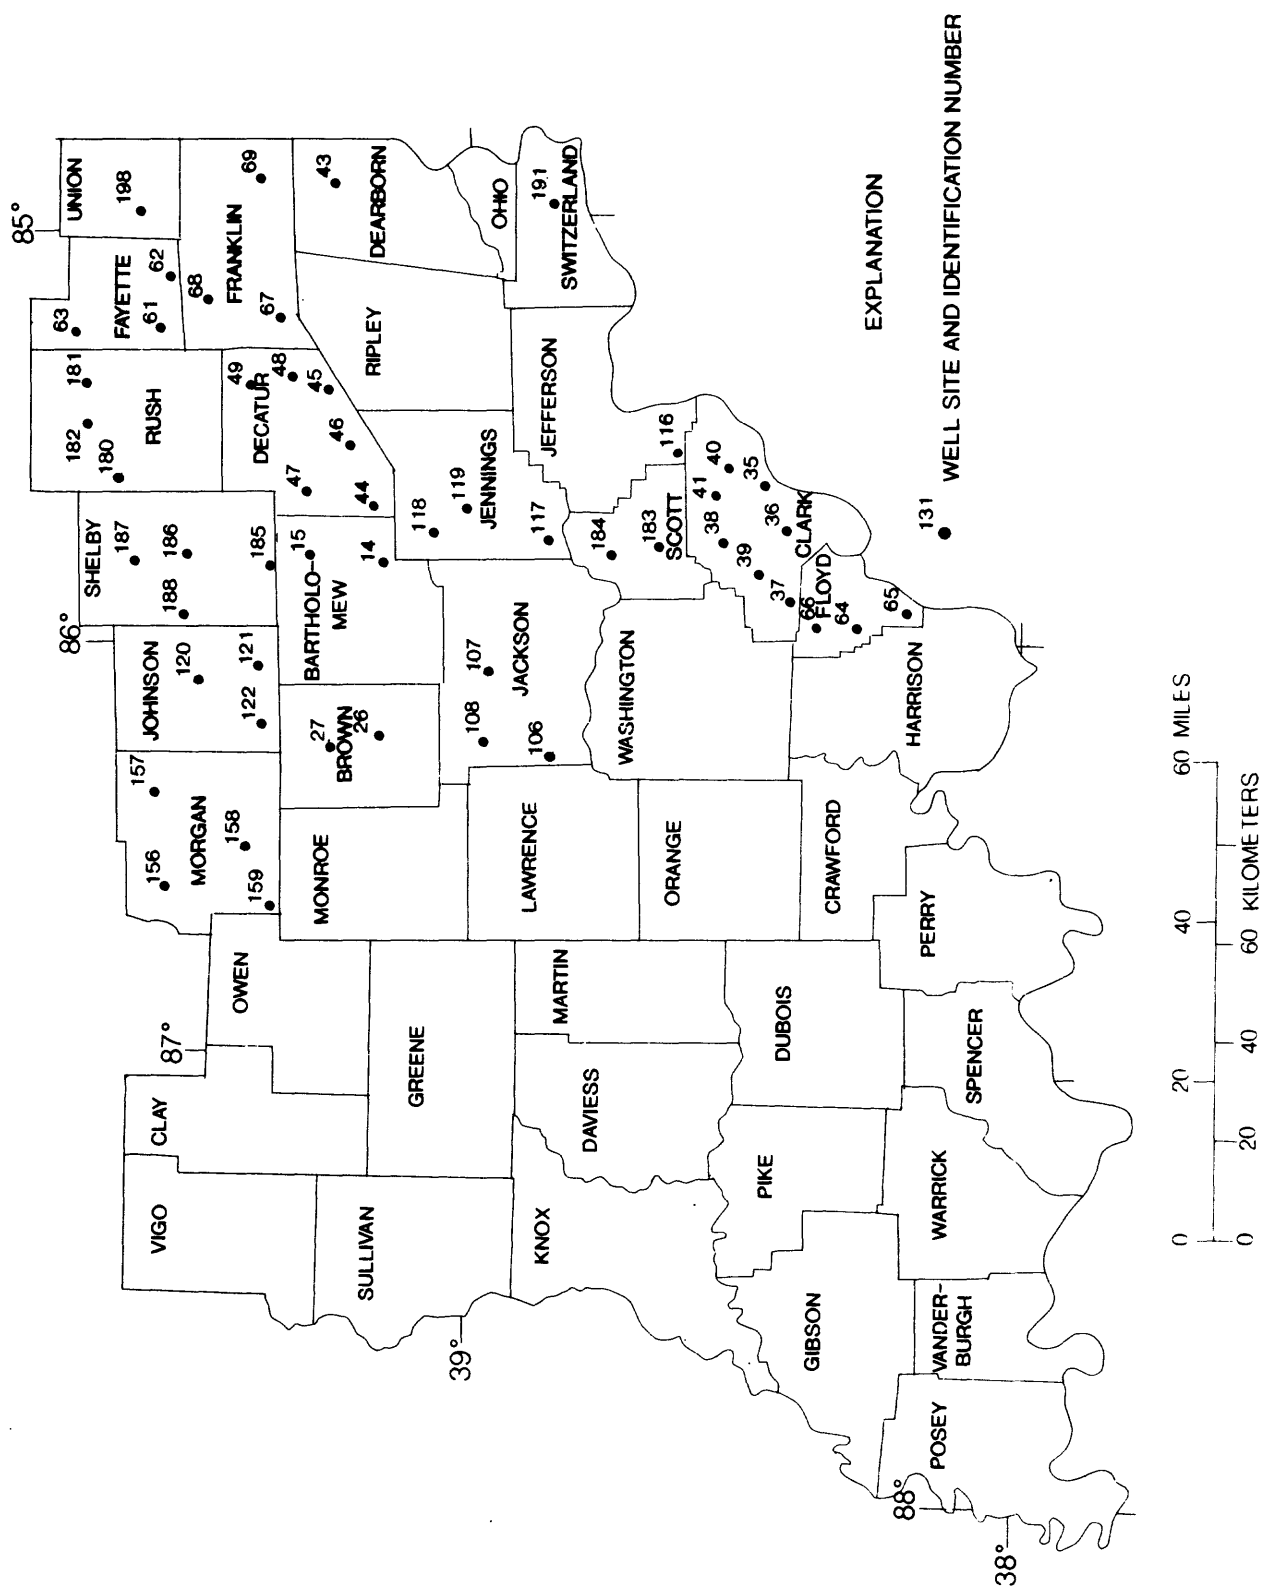 88°
87°
86°
85°
39°
38°
VIGO
CLAY
SULLIVAN
OWEN
GREENE
KNOX
DAVIESS
MARTIN
PIKE
DUBOIS
GIBSON
POSEY
VANDER-
BURGH
WARRICK
SPENCER
PERRY
CRAWFORD
ORANGE
LAWRENCE
MONROE
MORGAN
156
157
158
159
JOHNSON
120
121
122
BROWN
27
26
SHELBY
187
186
188
185
BARTHOLO-
MEW
15
14
JACKSON
107
108
106
WASHINGTON
HARRISON
FLOYD
66
64
65
CLARK
41
40
38
35
39
36
37
SCOTT
184
183
JEFFERSON
116
JENNINGS
118
119
117
DECATUR
49
48
45
46
47
44
RUSH
181
182
180
FAYETTE
63
61
62
UNION
198
FRANKLIN
68
69
67
RIPLEY
DEARBORN
43
OHIO
SWITZERLAND
191
EXPLANATION
131
WELL SITE AND IDENTIFICATION NUMBER
0 20 40 60 MILES
0 20 40 60 KILOMETERS